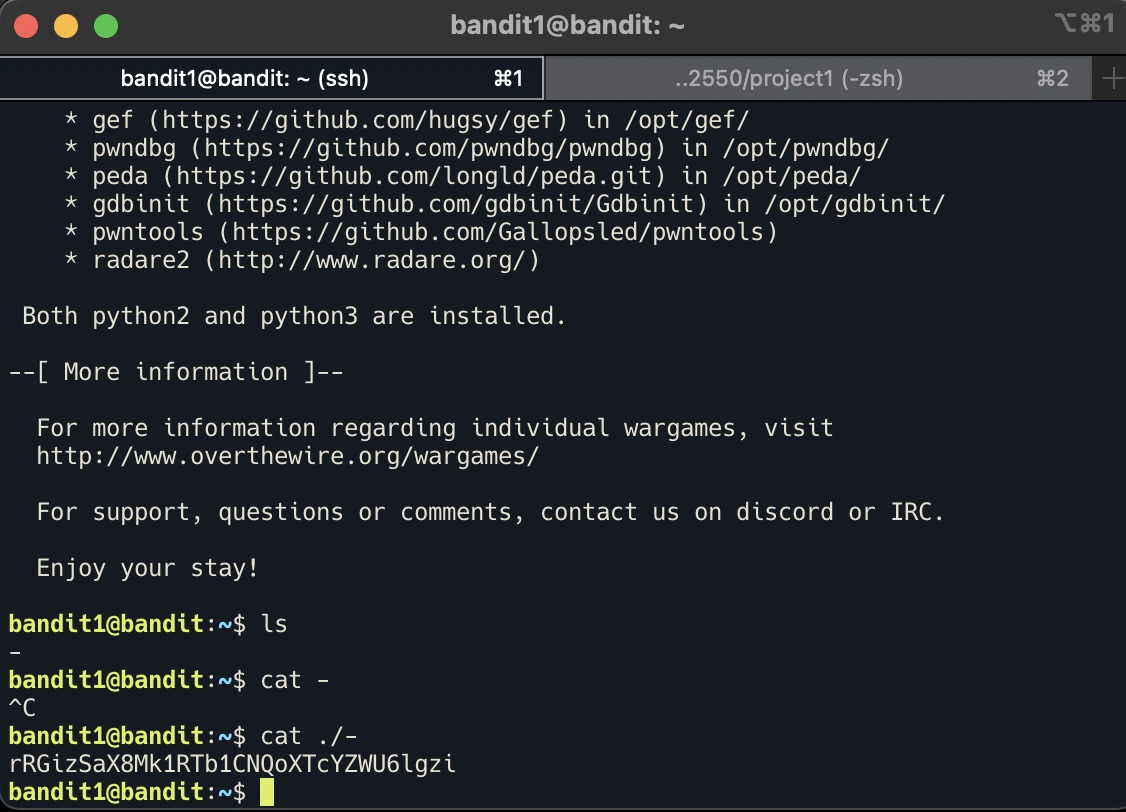 bandit1@bandit: ~
⌥⌘1
bandit1@bandit: ~ (ssh) ⌘1
..2550/project1 (-zsh) ⌘2
* gef (https://github.com/hugsy/gef) in /opt/gef/
* pwndbg (https://github.com/pwndbg/pwndbg) in /opt/pwndbg/
* peda (https://github.com/longld/peda.git) in /opt/peda/
* gdbinit (https://github.com/gdbinit/Gdbinit) in /opt/gdbinit/
* pwntools (https://github.com/Gallopsled/pwntools)
* radare2 (http://www.radare.org/)
Both python2 and python3 are installed.
--[ More information ]--
For more information regarding individual wargames, visit
http://www.overthewire.org/wargames/
For support, questions or comments, contact us on discord or IRC.
Enjoy your stay!
bandit1@bandit:~$ ls
-
bandit1@bandit:~$ cat -
^C
bandit1@bandit:~$ cat ./-
rRGizSaX8Mk1RTb1CNQoXTcYZWU6lgzi
bandit1@bandit:~$